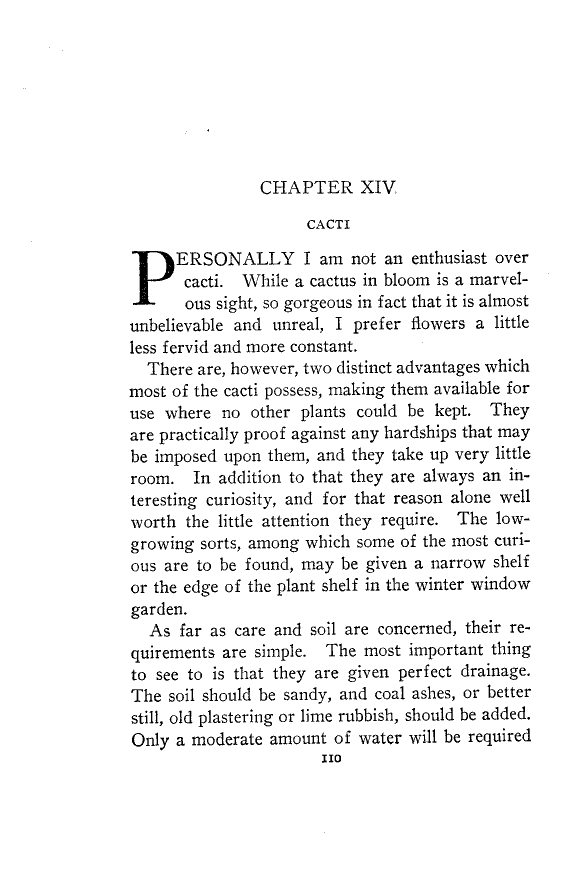 CHAPTER XIV.
CACTI
PERSONALLY I am not an enthusiast over
cacti. While a cactus in bloom is a marvel-
ous sight, so gorgeous in fact that it is almost
unbelievable and unreal, I prefer flowers a little
less fervid and more constant.
There are, however, two distinct advantages which
most of the cacti possess, making them available for
use where no other plants could be kept. They
are practically proof against any hardships that may
be imposed upon them, and they take up very little
room. In addition to that they are always an in-
teresting curiosity, and for that reason alone well
worth the little attention they require. The low-
growing sorts, among which some of the most curi-
ous are to be found, may be given a narrow shelf
or the edge of the plant shelf in the winter window
garden.
As far as care and soil are concerned, their re-
quirements are simple. The most important thing
to see to is that they are given perfect drainage.
The soil should be sandy, and coal ashes, or better
still, old plastering or lime rubbish, should be added.
Only a moderate amount of water will be required
110